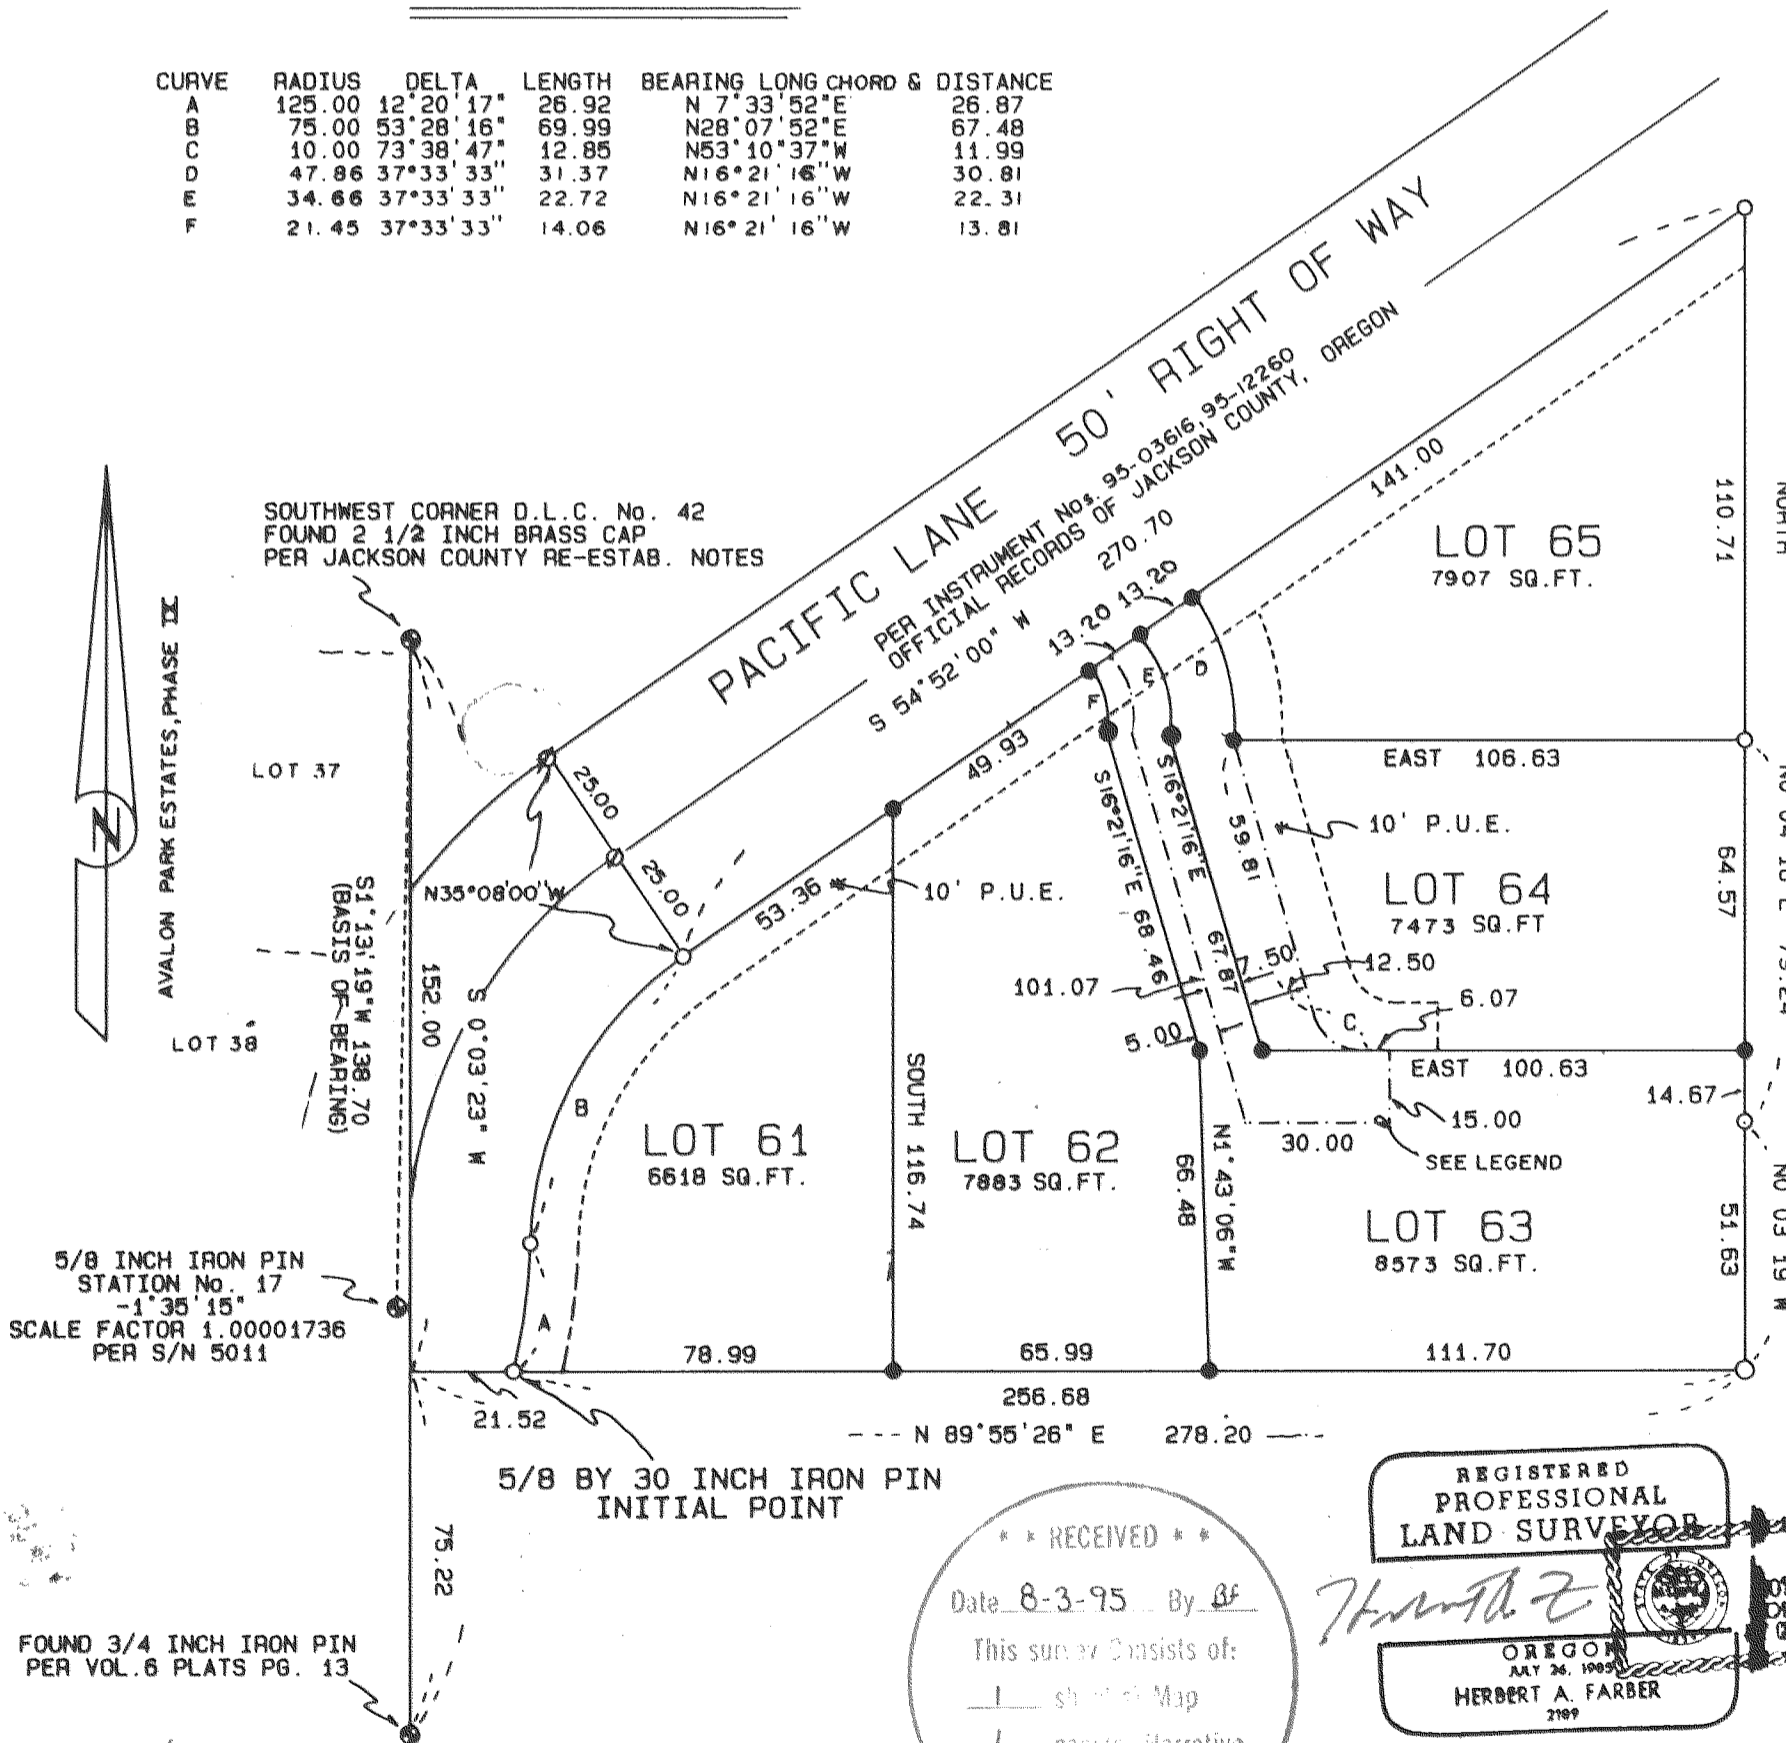 CURVE RADIUS DELTA LENGTH BEARING LONG CHORD & DISTANCE
A 125.00 12°20'17" 26.92 N 7°33'52"E 26.87
B 75.00 53°28'16" 69.99 N28°07'52"E 67.48
C 10.00 73°38'47" 12.85 N53°10"37"W 11.99
D 47.86 37°33'33" 31.37 N16°21'16"W 30.81
E 34.66 37°33'33" 22.72 N16°21'16"W 22.31
F 21.45 37°33'33" 14.06 N16°21'16"W 13.81
PACIFIC LANE 50' RIGHT OF WAY
PER INSTRUMENT Nos. 95-03616, 95-12260
OFFICIAL RECORDS OF JACKSON COUNTY, OREGON
S 54°52'00" W 270.70
SOUTHWEST CORNER D.L.C. No. 42
FOUND 2 1/2 INCH BRASS CAP
PER JACKSON COUNTY RE-ESTAB. NOTES
N
AVALON PARK ESTATES, PHASE IX
LOT 37
LOT 38
S1°13'19"W 138.70
(BASIS OF BEARING)
152.00
S 0°03'23" W
N35°08'00"W
25.00
25.00
53.36
49.93
13.20
13.20
141.00
110.71
NORTH
LOT 65
7907 SQ.FT.
F
E
D
EAST 106.63
10' P.U.E.
10' P.U.E.
S16°21'16"E 68.46
S16°21'16"E
67.87
59.81
LOT 64
7473 SQ.FT
64.57
7.50
12.50
6.07
C
101.07
5.00
EAST 100.63
14.67
15.00
30.00
SEE LEGEND
B
A
LOT 61
6618 SQ.FT.
SOUTH 116.74
LOT 62
7883 SQ.FT.
66.48
N1°43'06"W
LOT 63
8573 SQ.FT.
51.63
5/8 INCH IRON PIN
STATION No. 17
-1°35'15"
SCALE FACTOR 1.00001736
PER S/N 5011
78.99
65.99
111.70
21.52
256.68
N 89°55'26" E 278.20
5/8 BY 30 INCH IRON PIN
INITIAL POINT
75.22
FOUND 3/4 INCH IRON PIN
PER VOL.6 PLATS PG. 13
* * RECEIVED * *
Date 8-3-95 By
This survey Consists of:
1 Map
REGISTERED
PROFESSIONAL
LAND SURVEYOR
OREGON
JULY 26, 1985
HERBERT A. FARBER
2189